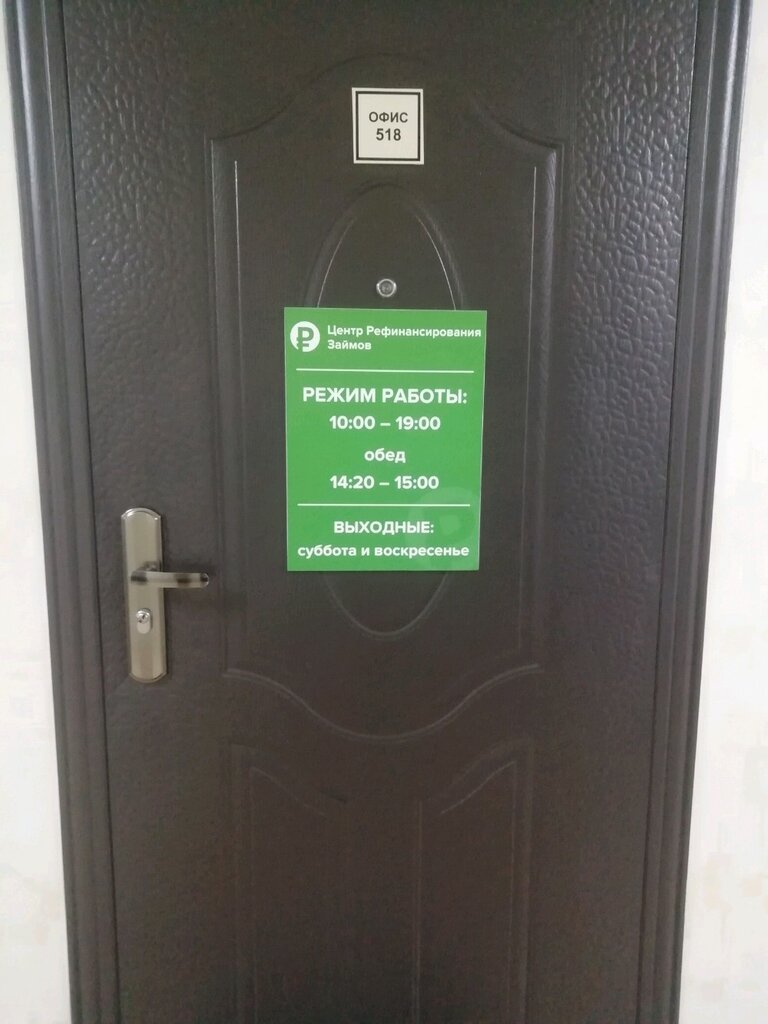 ОФИС
518
Центр Рефинансирования
Займов
РЕЖИМ РАБОТЫ:
10:00 – 19:00
обед
14:20 – 15:00
ВЫХОДНЫЕ:
суббота и воскресенье